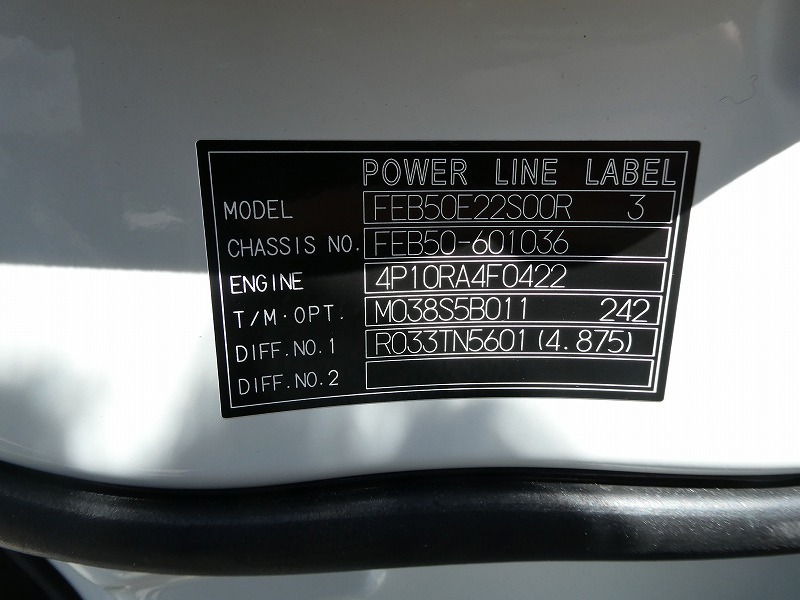 POWER LINE LABEL
MODEL FEB50E22S00R 3
CHASSIS NO. FEB50-601036
ENGINE 4P10RA4F0422
T/M·OPT. M038S5B011 242
DIFF.NO.1 R033TN5601(4.875)
DIFF.NO.2